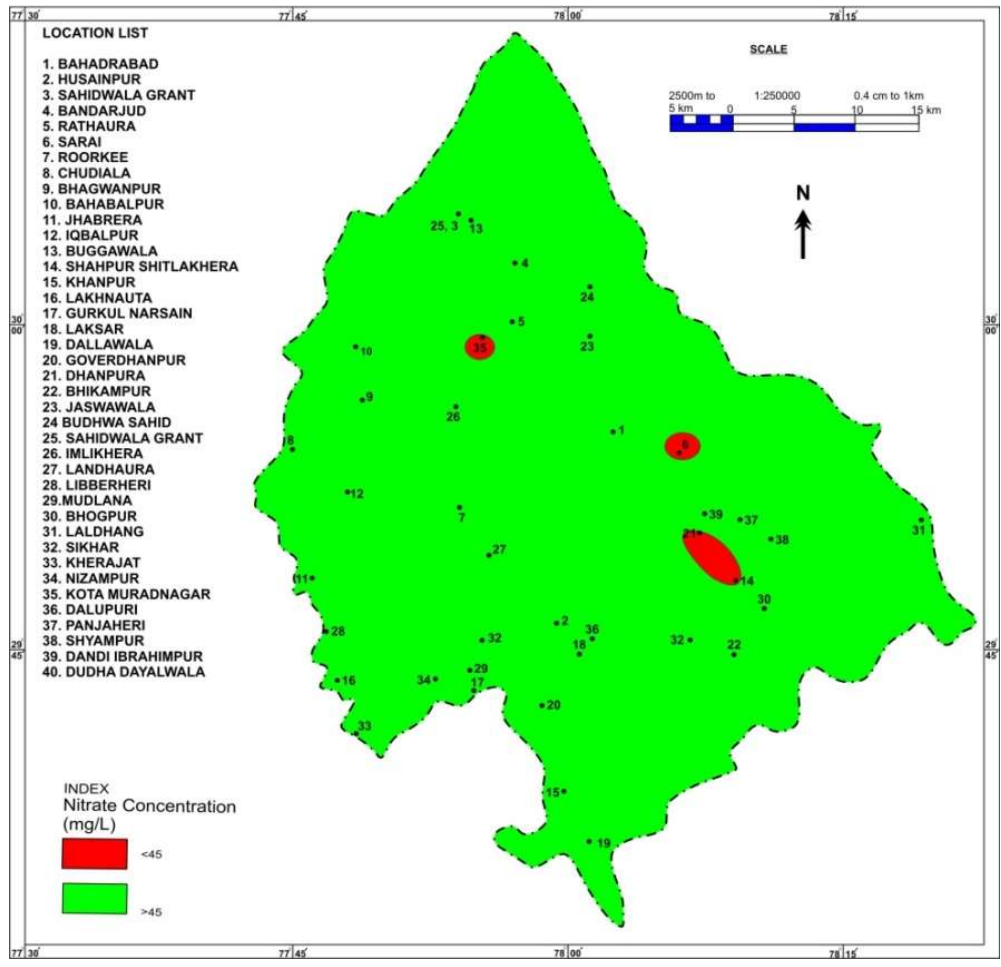 77 30'
77 45'
78 00'
78 15'
LOCATION LIST
1. BAHADRABAD
2. HUSAINPUR
3. SAHIDWALA GRANT
4. BANDARJUD
5. RATHAURA
6. SARAI
7. ROORKEE
8. CHUDIALA
9. BHAGWANPUR
10. BAHABALPUR
11. JHABRERA
12. IQBALPUR
13. BUGGAWALA
14. SHAHPUR SHITLAKHERA
15. KHANPUR
16. LAKHNAUTA
17. GURKUL NARSAIN
18. LAKSAR
19. DALLAWALA
20. GOVERDHANPUR
21. DHANPURA
22. BHIKAMPUR
23. JASWAWALA
24 BUDHWA SAHID
25. SAHIDWALA GRANT
26. IMLIKHERA
27. LANDHAURA
28. LIBBERHERI
29.MUDLANA
30. BHOGPUR
31. LALDHANG
32. SIKHAR
33. KHERAJAT
34. NIZAMPUR
35. KOTA MURADNAGAR
36. DALUPURI
37. PANJAHERI
38. SHYAMPUR
39. DANDI IBRAHIMPUR
40. DUDHA DAYALWALA
SCALE
2500m to 1:250000 0.4 cm to 1km
5 km 0 5 10 15 km
N
25, 3
13
4
24
30 00'
5
23
35
10
9
26
1
6
8
12
7
39
37
31
21
38
27
11
14
30
2
28
36
32
32
18
22
29 45'
29
34
16
17
20
33
15
19
INDEX
Nitrate Concentration
(mg/L)
<45
>45
30 00'
29 45'
77 30'
77 45'
78 00'
78 15'